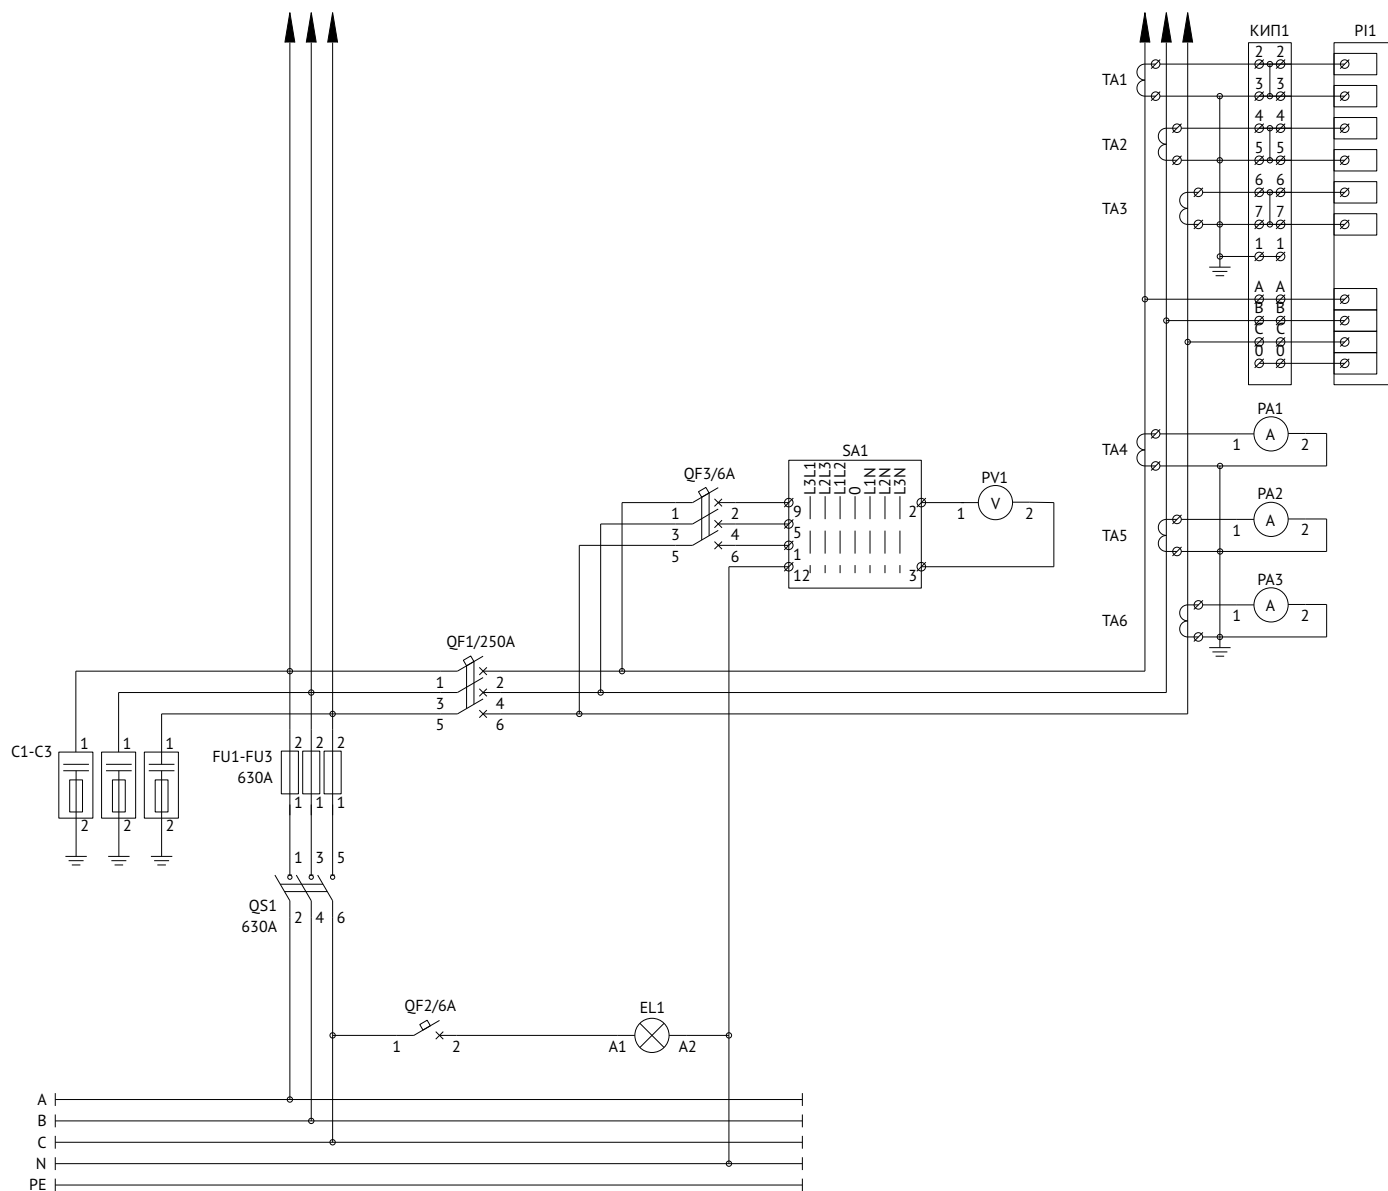 КИП1 PI1
2 2
TA1
3 3
4 4
TA2
5 5
6 6
TA3
7 7
1 1
A A
B B
C C
0 0
PA1
TA4 1 A 2
SA1
QF3/6A
L3L1
L2L3
L1L2
0
L1N
L2N
L3N
PV1
1 2 9 2 1 V 2
PA2
3 4 5
TA5 1 A 2
5 6 1
12 3
PA3
TA6 1 A 2
QF1/250A
1 2
3 4
5 6
C1-C3 1 1 1
FU1-FU3 2 2 2
630A
1 1 1
2 2 2
1 3 5
QS1
630A
2 4 6
QF2/6A EL1
1 2 A1 A2
A
B
C
N
PE